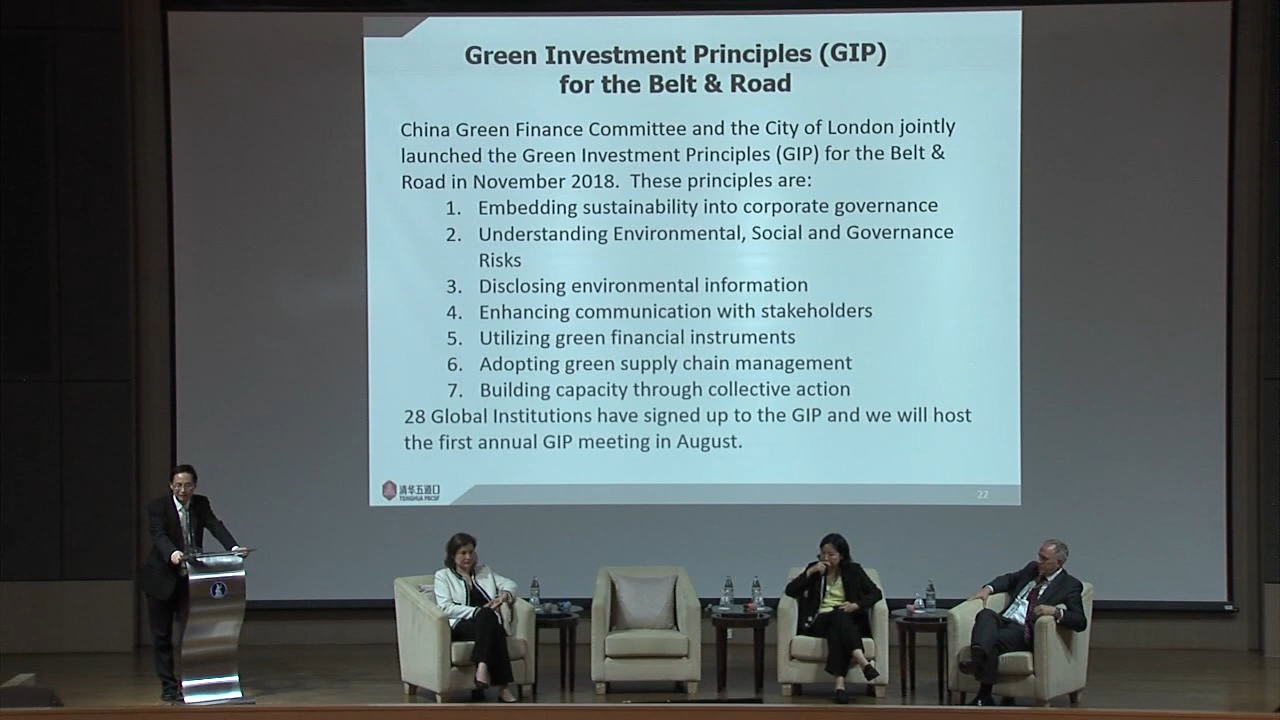 Green Investment Principles (GIP)
for the Belt & Road
China Green Finance Committee and the City of London jointly
launched the Green Investment Principles (GIP) for the Belt &
Road in November 2018.  These principles are:
1. Embedding sustainability into corporate governance
2. Understanding Environmental, Social and Governance
Risks
3. Disclosing environmental information
4. Enhancing communication with stakeholders
5. Utilizing green financial instruments
6. Adopting green supply chain management
7. Building capacity through collective action
28 Global Institutions have signed up to the GIP and we will host
the first annual GIP meeting in August.
清华五道口
TSINGHUA PBCSF
22